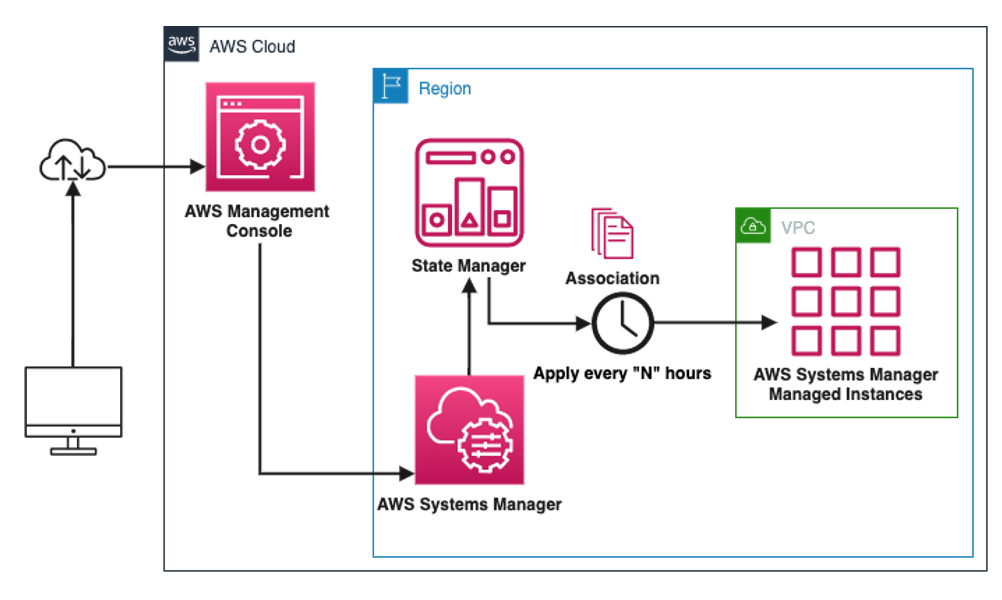 aws
AWS Cloud
Region
AWS Management
Console
State Manager
Association
Apply every "N" hours
VPC
AWS Systems Manager
Managed Instances
AWS Systems Manager